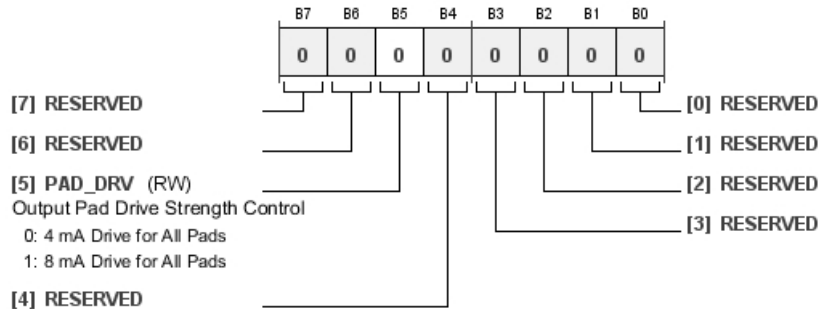 B7 B6 B5 B4 B3 B2 B1 B0
0 0 0 0 0 0 0 0
[7] RESERVED
[6] RESERVED
[5] PAD_DRV (RW)
Output Pad Drive Strength Control
0: 4 mA Drive for All Pads
1: 8 mA Drive for All Pads
[4] RESERVED
[0] RESERVED
[1] RESERVED
[2] RESERVED
[3] RESERVED